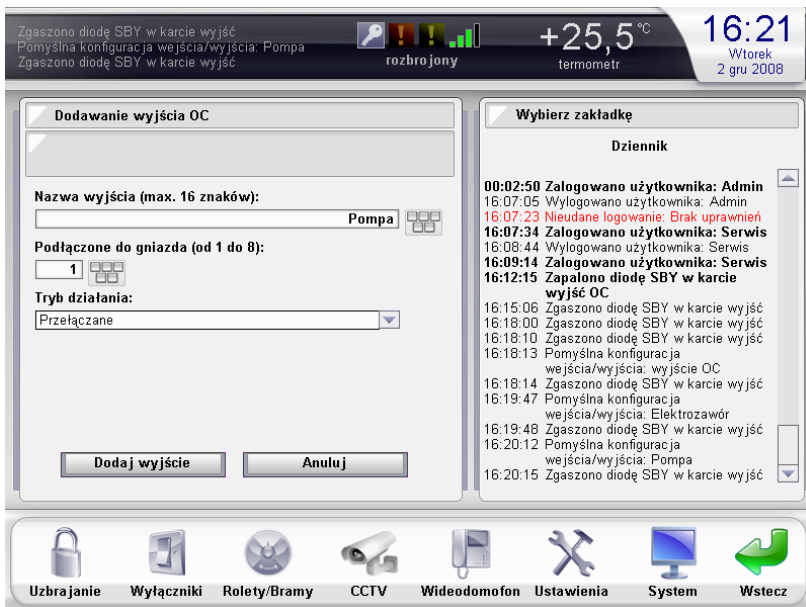 Zgaszono diodę SBY w karcie wyjść
Pomyślna konfiguracja wejścia/wyjścia: Pompa
Zgaszono diodę SBY w karcie wyjść
rozbrojony
+25,5°C
termometr
16:21
Wtorek
2 gru 2008
Dodawanie wyjścia OC
Nazwa wyjścia (max. 16 znaków):
Pompa
Podłączone do gniazda (od 1 do 8):
1
Tryb działania:
Przełączane
Dodaj wyjście
Anuluj
Wybierz zakładkę
Dziennik
00:02:50 Zalogowano użytkownika: Admin
16:07:05 Wylogowano użytkownika: Admin
16:07:23 Nieudane logowanie: Brak uprawnień
16:07:34 Zalogowano użytkownika: Serwis
16:08:44 Wylogowano użytkownika: Serwis
16:09:14 Zalogowano użytkownika: Serwis
16:12:15 Zapalono diodę SBY w karcie
wyjść OC
16:15:06 Zgaszono diodę SBY w karcie wyjść
16:18:00 Zgaszono diodę SBY w karcie wyjść
16:18:10 Zgaszono diodę SBY w karcie wyjść
16:18:13 Pomyślna konfiguracja
wejścia/wyjścia: wyjście OC
16:18:14 Zgaszono diodę SBY w karcie wyjść
16:19:47 Pomyślna konfiguracja
wejścia/wyjścia: Elektrozawór
16:19:48 Zgaszono diodę SBY w karcie wyjść
16:20:12 Pomyślna konfiguracja
wejścia/wyjścia: Pompa
16:20:15 Zgaszono diodę SBY w karcie wyjść
Uzbrajanie
Wyłączniki
Rolety/Bramy
CCTV
Wideodomofon
Ustawienia
System
Wstecz